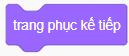 trang phục kế tiếp